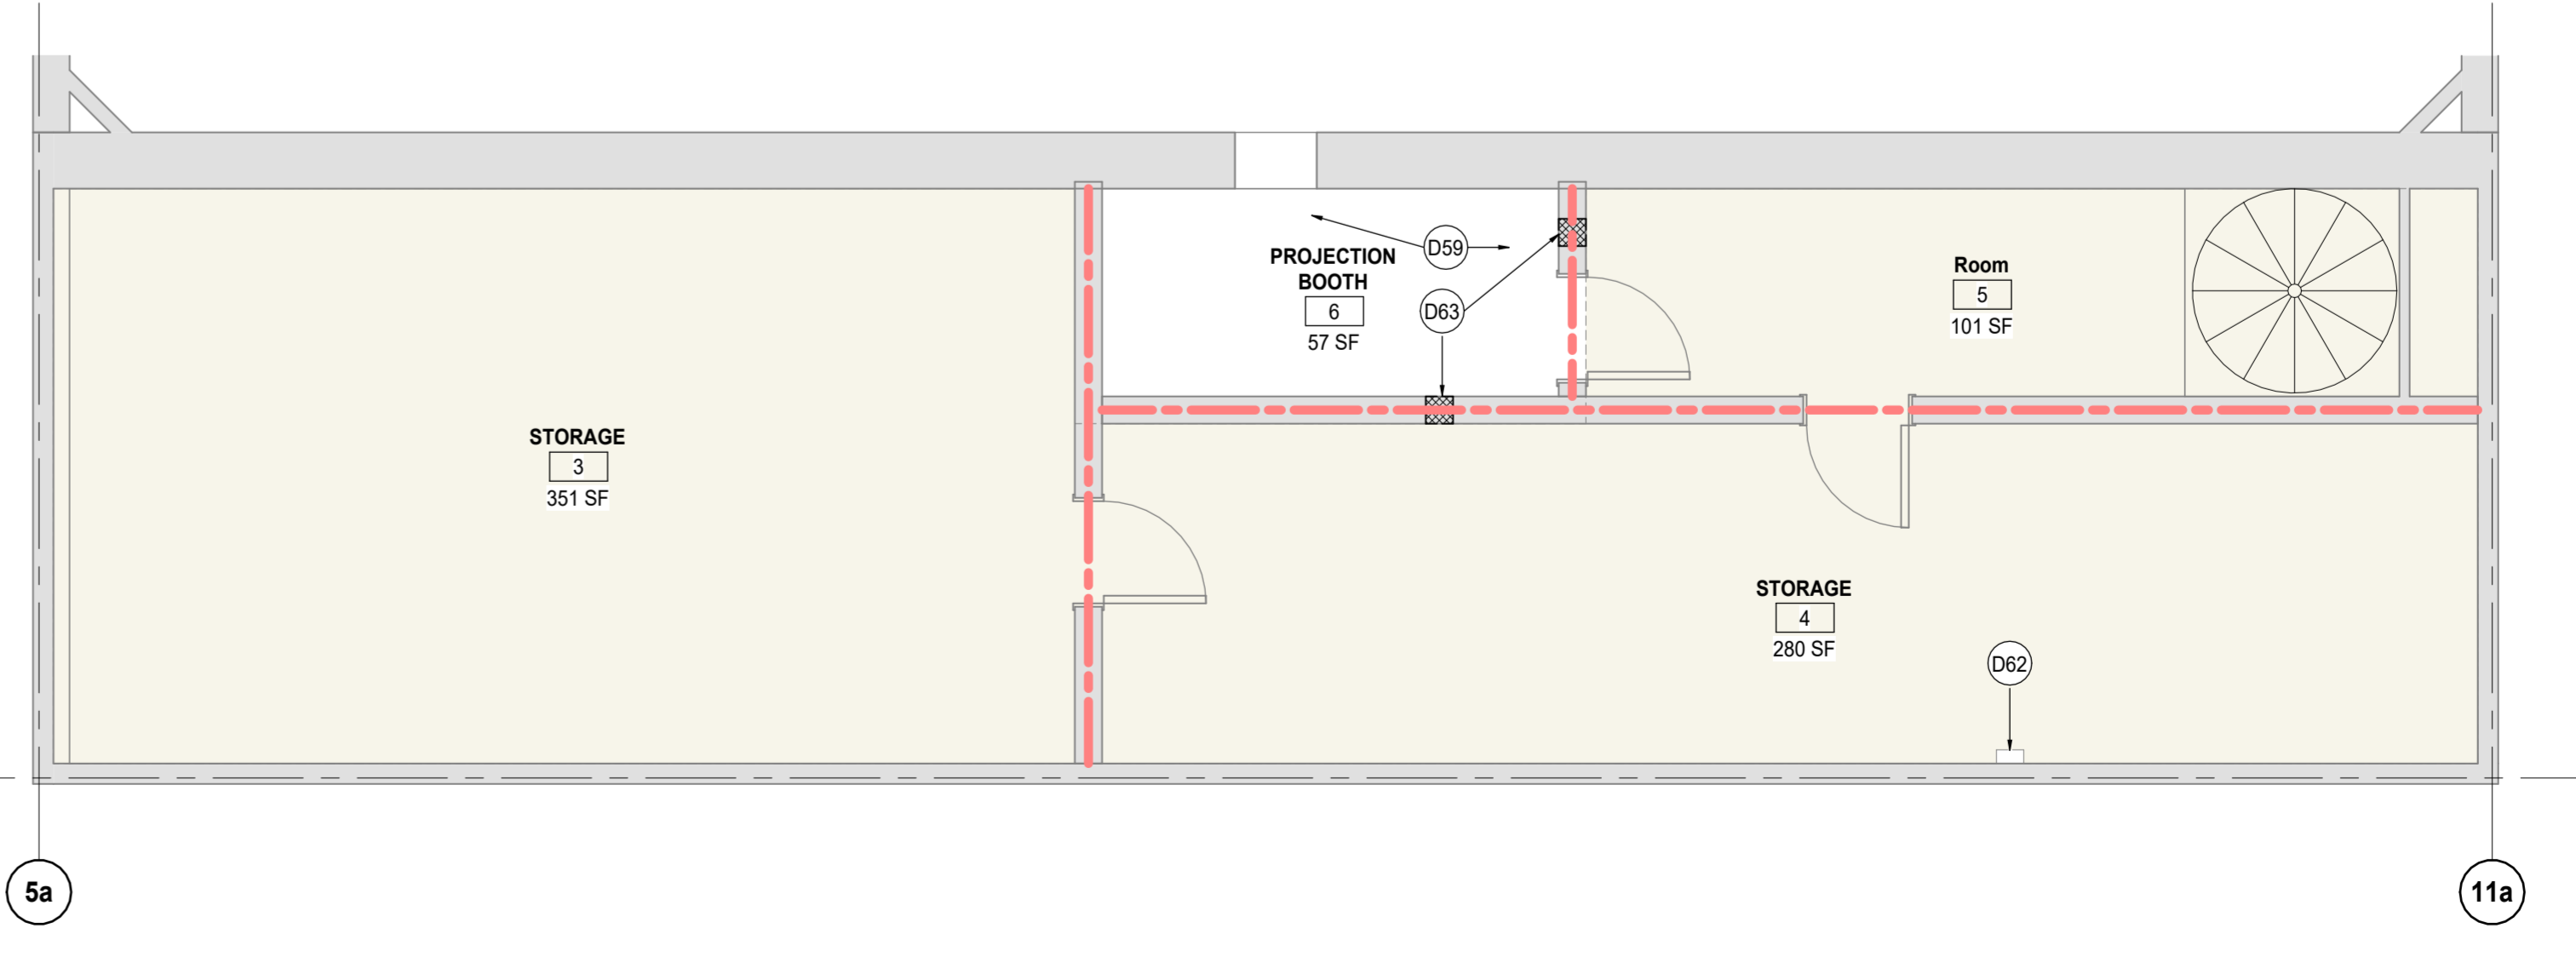 STORAGE
3
351 SF
PROJECTION
BOOTH
6
57 SF
D59
D63
Room
5
101 SF
STORAGE
4
280 SF
D62
5a
11a